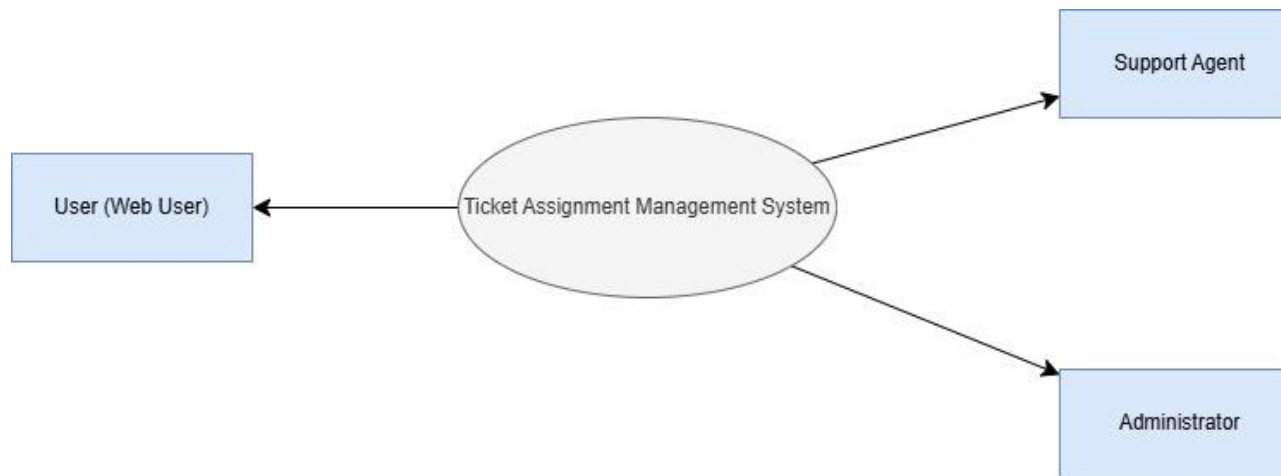 Support Agent
User (Web User)
Ticket Assignment Management System
Administrator